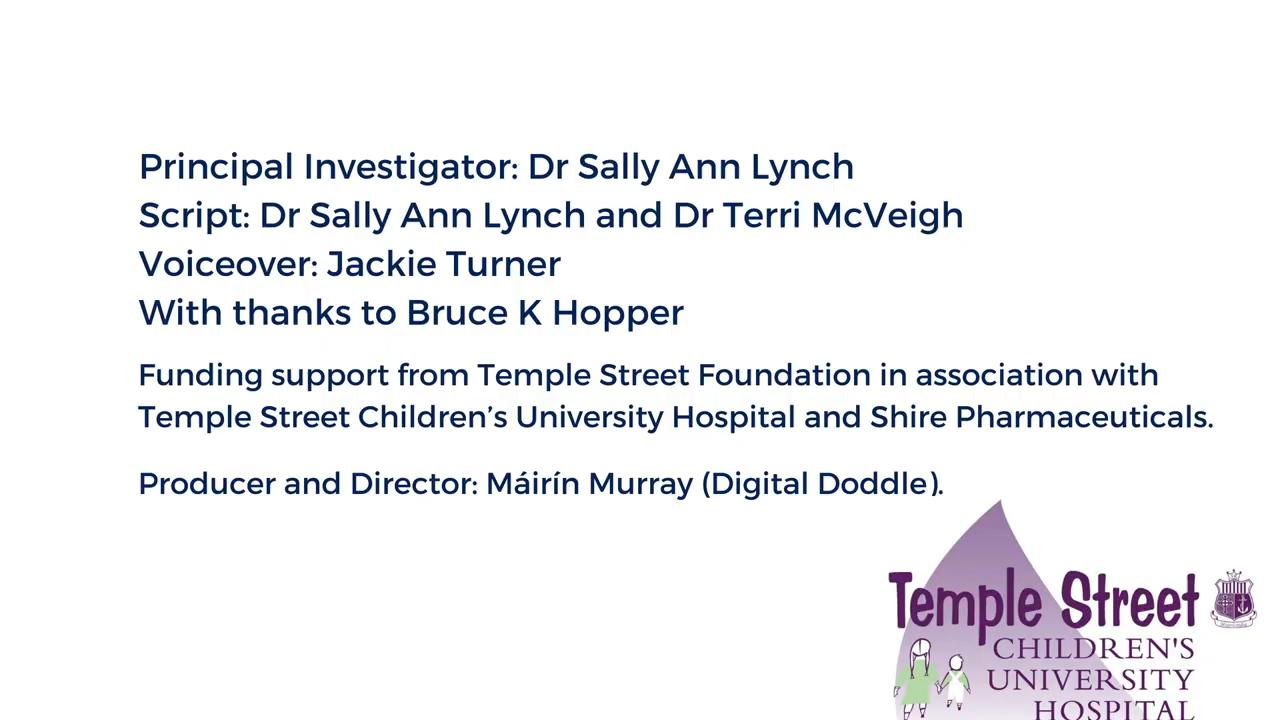 Principal Investigator: Dr Sally Ann Lynch
Script: Dr Sally Ann Lynch and Dr Terri McVeigh
Voiceover: Jackie Turner
With thanks to Bruce K Hopper
Funding support from Temple Street Foundation in association with
Temple Street Children’s University Hospital and Shire Pharmaceuticals.
Producer and Director: Máirín Murray (Digital Doddle).
Temple Street
CHILDREN'S
UNIVERSITY
HOSPITAL